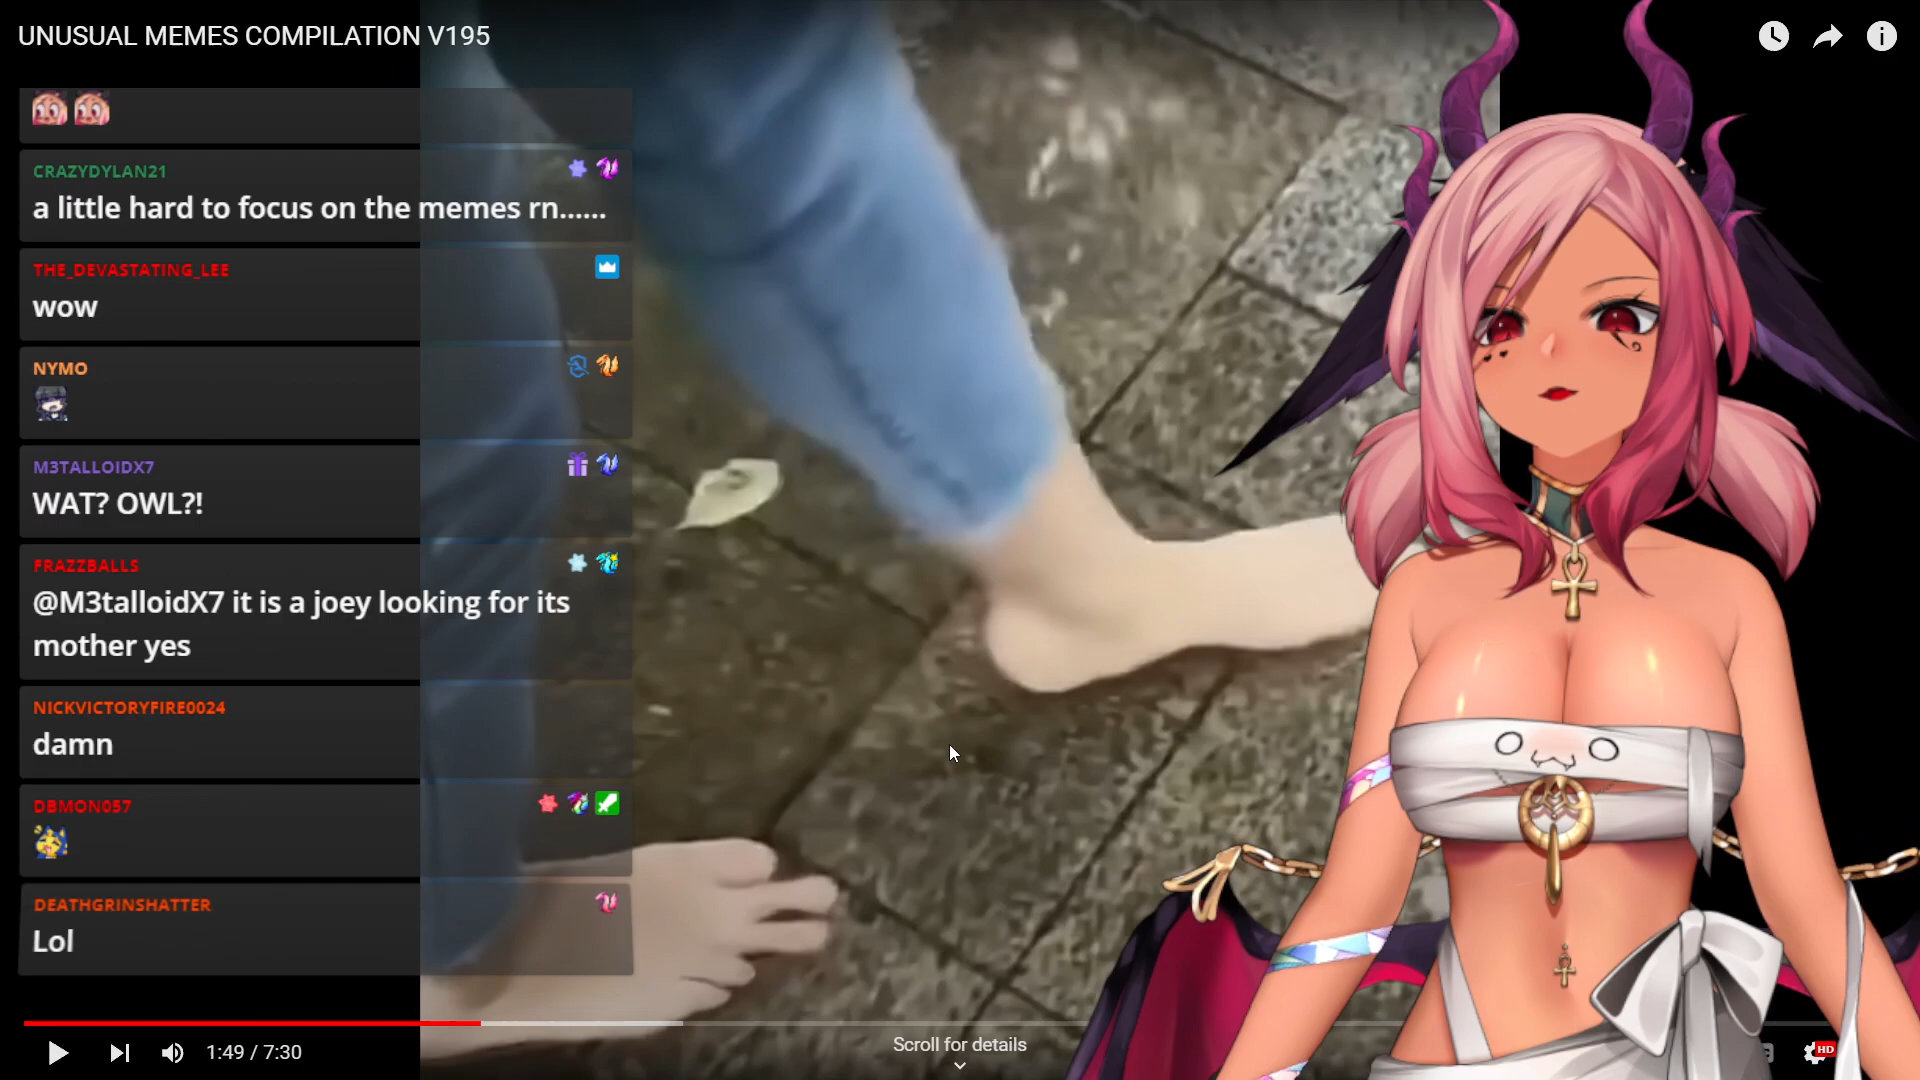 UNUSUAL MEMES COMPILATION V195
CRAZYDYLAN21
a little hard to focus on the memes rn......
THE_DEVASTATING_LEE
wow
NYMO
M3TALLOIDX7
WAT? OWL?!
FRAZZBALLS
@M3talloidX7 it is a joey looking for its
mother yes
NICKVICTORYFIRE0024
damn
DBMON057
DEATHGRINSHATTER
Lol
1:49 / 7:30
Scroll for details
HD